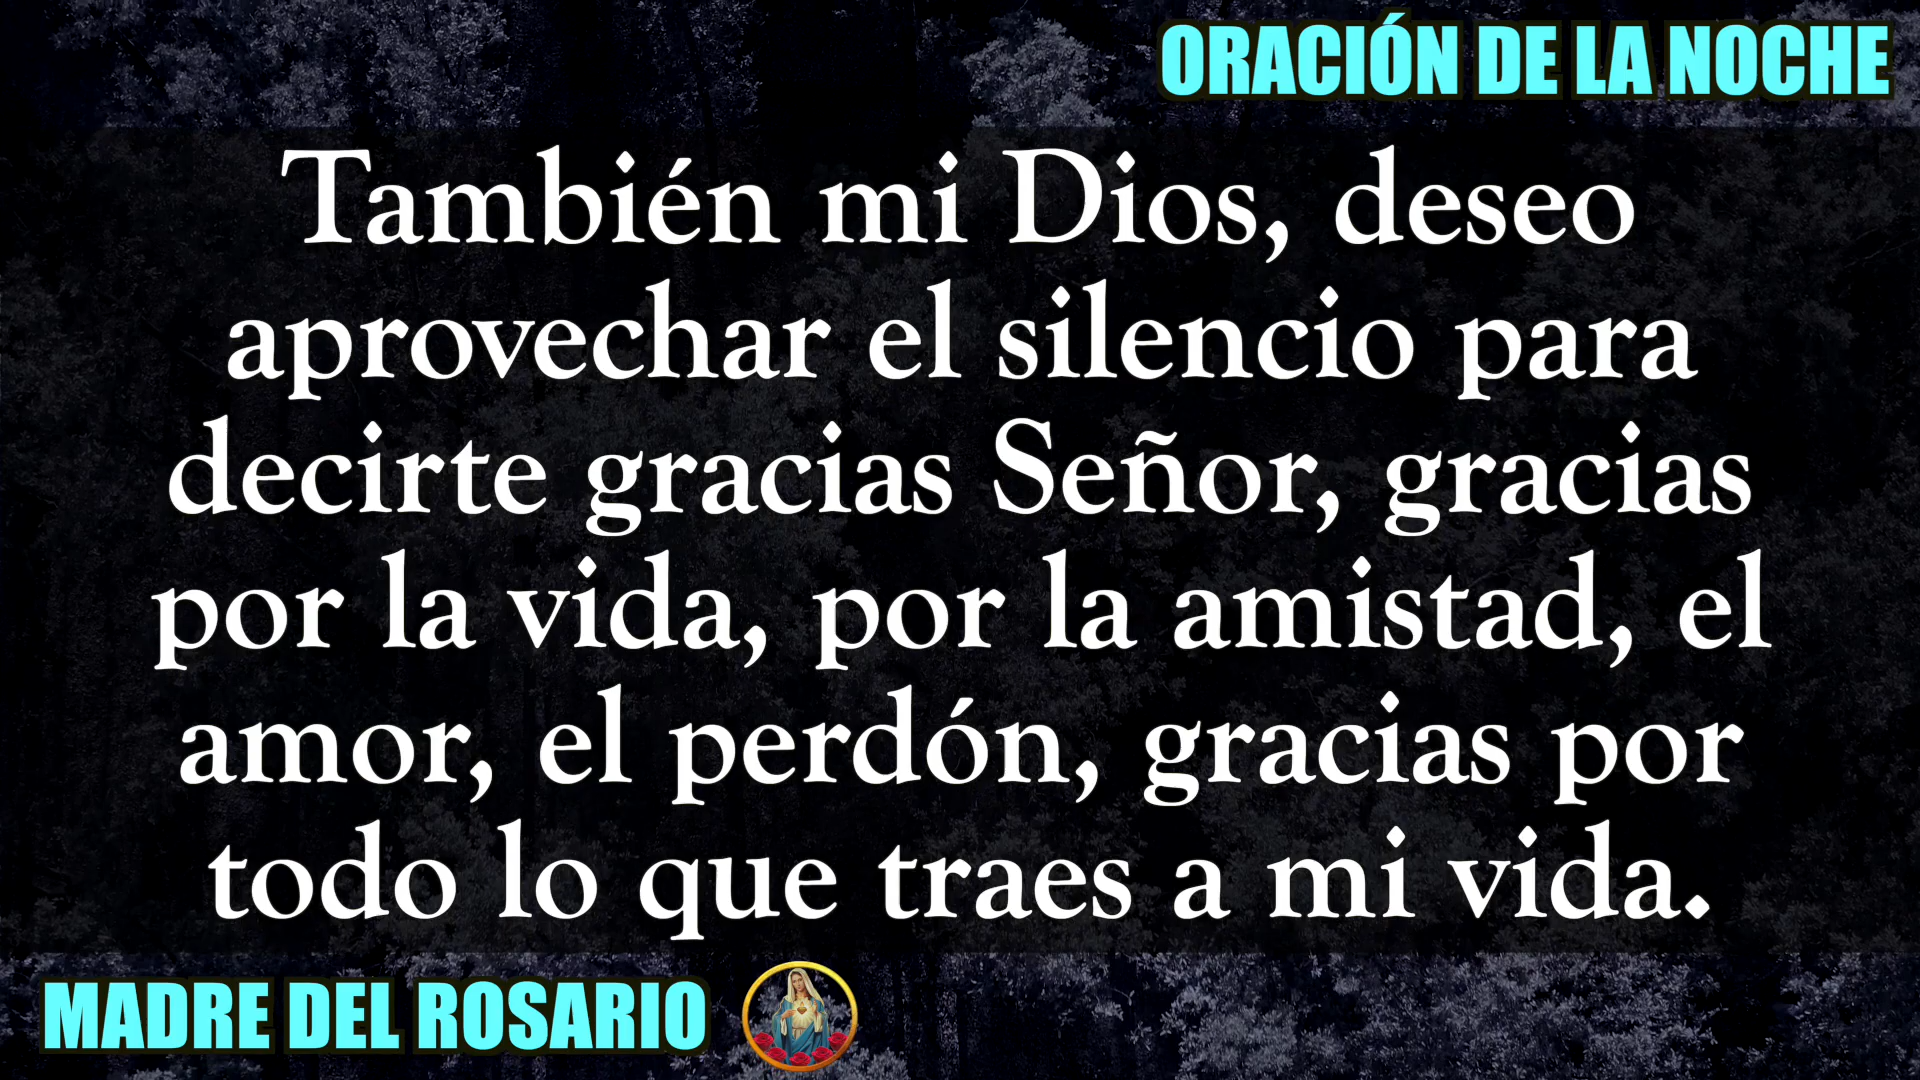 ORACIÓN DE LA NOCHE
También mi Dios, deseo
aprovechar el silencio para
decirte gracias Señor, gracias
por la vida, por la amistad, el
amor, el perdón, gracias por
todo lo que traes a mi vida.
MADRE DEL ROSARIO